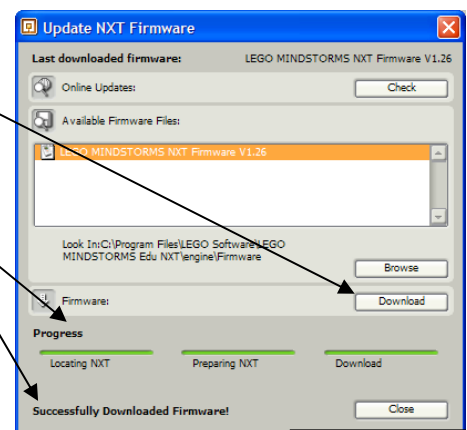 Update NXT Firmware
Last downloaded firmware: LEGO MINDSTORMS NXT Firmware V1.26
Online Updates: Check
Available Firmware Files:
LEGO MINDSTORMS NXT Firmware V1.26
Look In:C:\Program Files\LEGO Software\LEGO
MINDSTORMS Edu NXT\engine\Firmware
Browse
Firmware: Download
Progress
Locating NXT Preparing NXT Download
Successfully Downloaded Firmware! Close